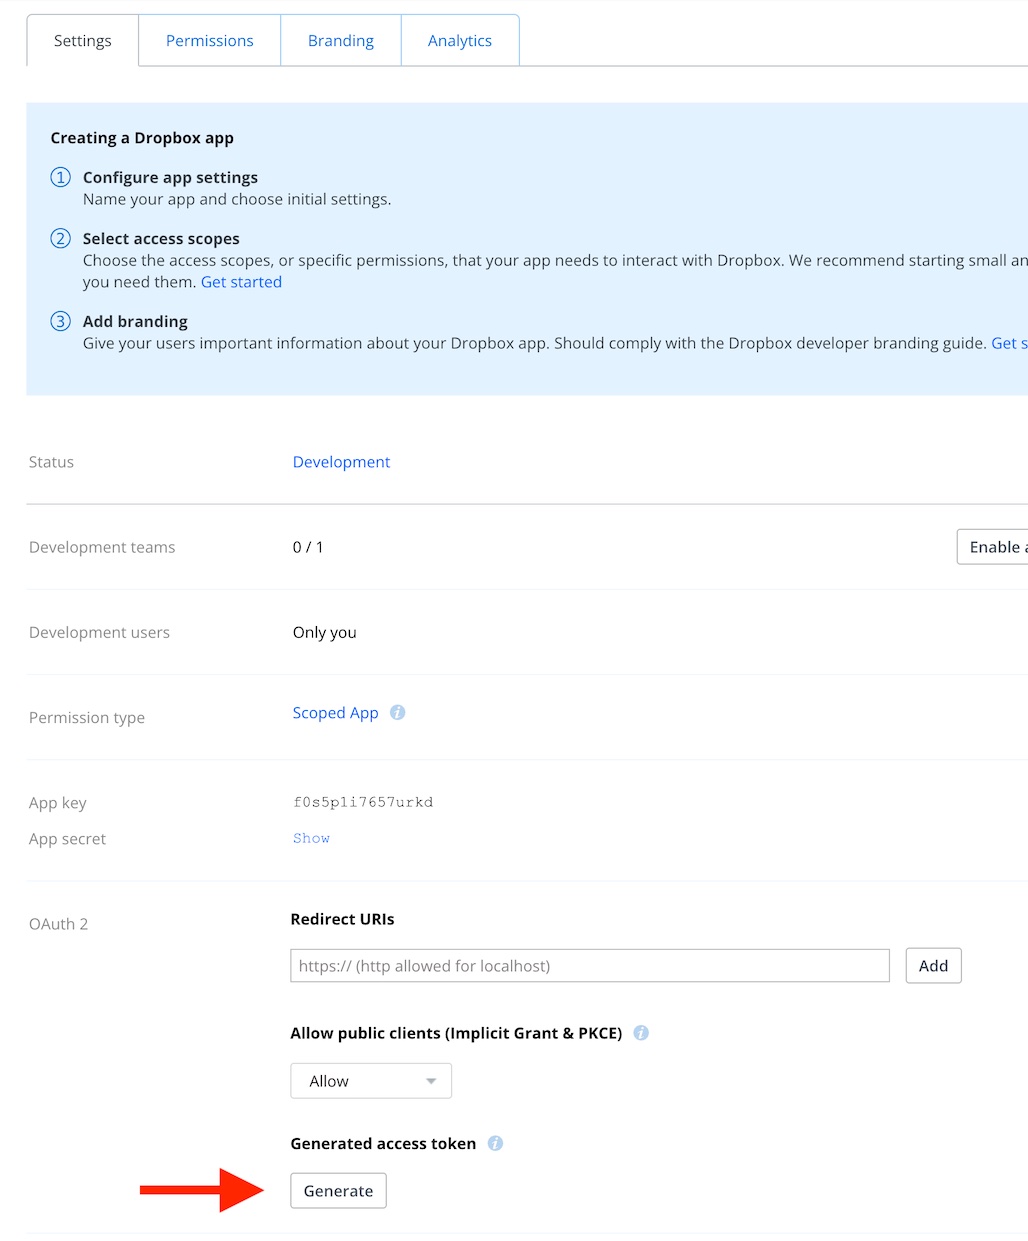 Settings
Permissions
Branding
Analytics
Creating a Dropbox app
1 Configure app settings
Name your app and choose initial settings.
2 Select access scopes
Choose the access scopes, or specific permissions, that your app needs to interact with Dropbox. We recommend starting small an
you need them. Get started
3 Add branding
Give your users important information about your Dropbox app. Should comply with the Dropbox developer branding guide. Get s
Status Development
Development teams 0 / 1 Enable a
Development users Only you
Permission type Scoped App i
App key f0s5p1i7657urkd
App secret Show
OAuth 2 Redirect URIs
https:// (http allowed for localhost) Add
Allow public clients (Implicit Grant & PKCE) i
Allow
Generated access token i
Generate